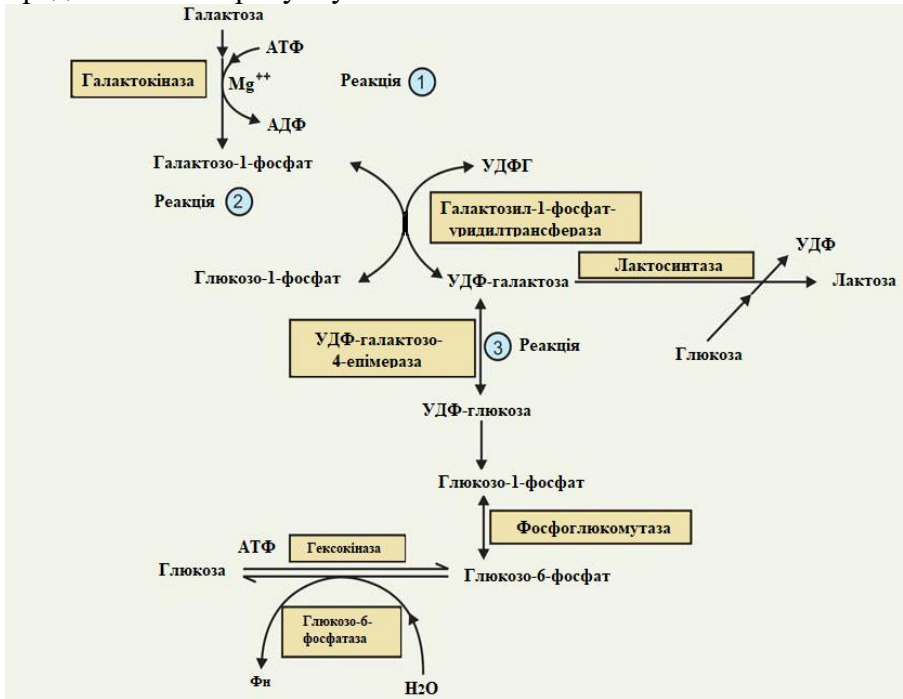 Галактоза
АТФ
Галактокіназа
Mg++
Реакція 1
АДФ
Галактозо-1-фосфат
УДФГ
Реакція 2
Галактозил-1-фосфат-
уридилтрансфераза
УДФ
Глюкозо-1-фосфат
УДФ-галактоза
Лактосинтаза
Лактоза
УДФ-галактозо-
4-епімераза
3 Реакція
Глюкоза
УДФ-глюкоза
Глюкозо-1-фосфат
Фосфоглюкомутаза
АТФ
Гексокіназа
Глюкоза
Глюкозо-6-фосфат
Глюкозо-6-
фосфатаза
Фн
H2O